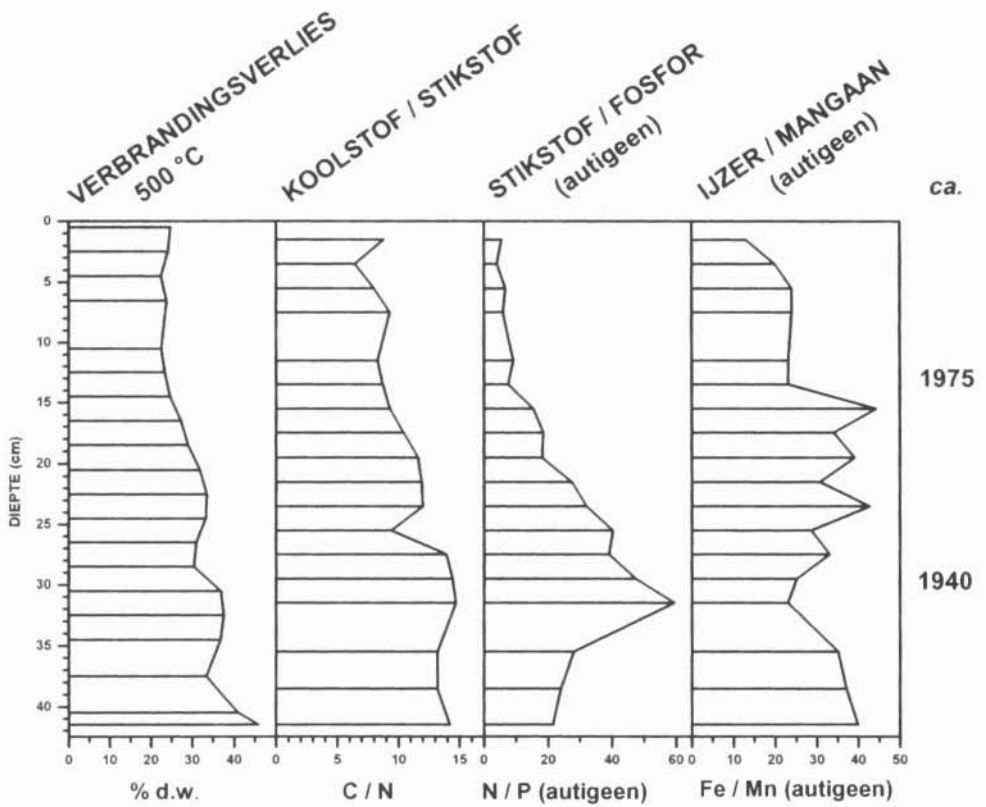 VERBRANDINGSVERLIES
500 °C
KOOLSTOF / STIKSTOF
STIKSTOF / FOSFOR
(autigeen)
IJZER / MANGAAN
(autigeen)
ca.
0
5
10
15
20
25
30
35
40
DIEPTE (cm)
1975
1940
0 10 20 30 40
0 5 10 15
0 20 40 60
0 10 20 30 40 50
% d.w.
C / N
N / P (autigeen)
Fe / Mn (autigeen)